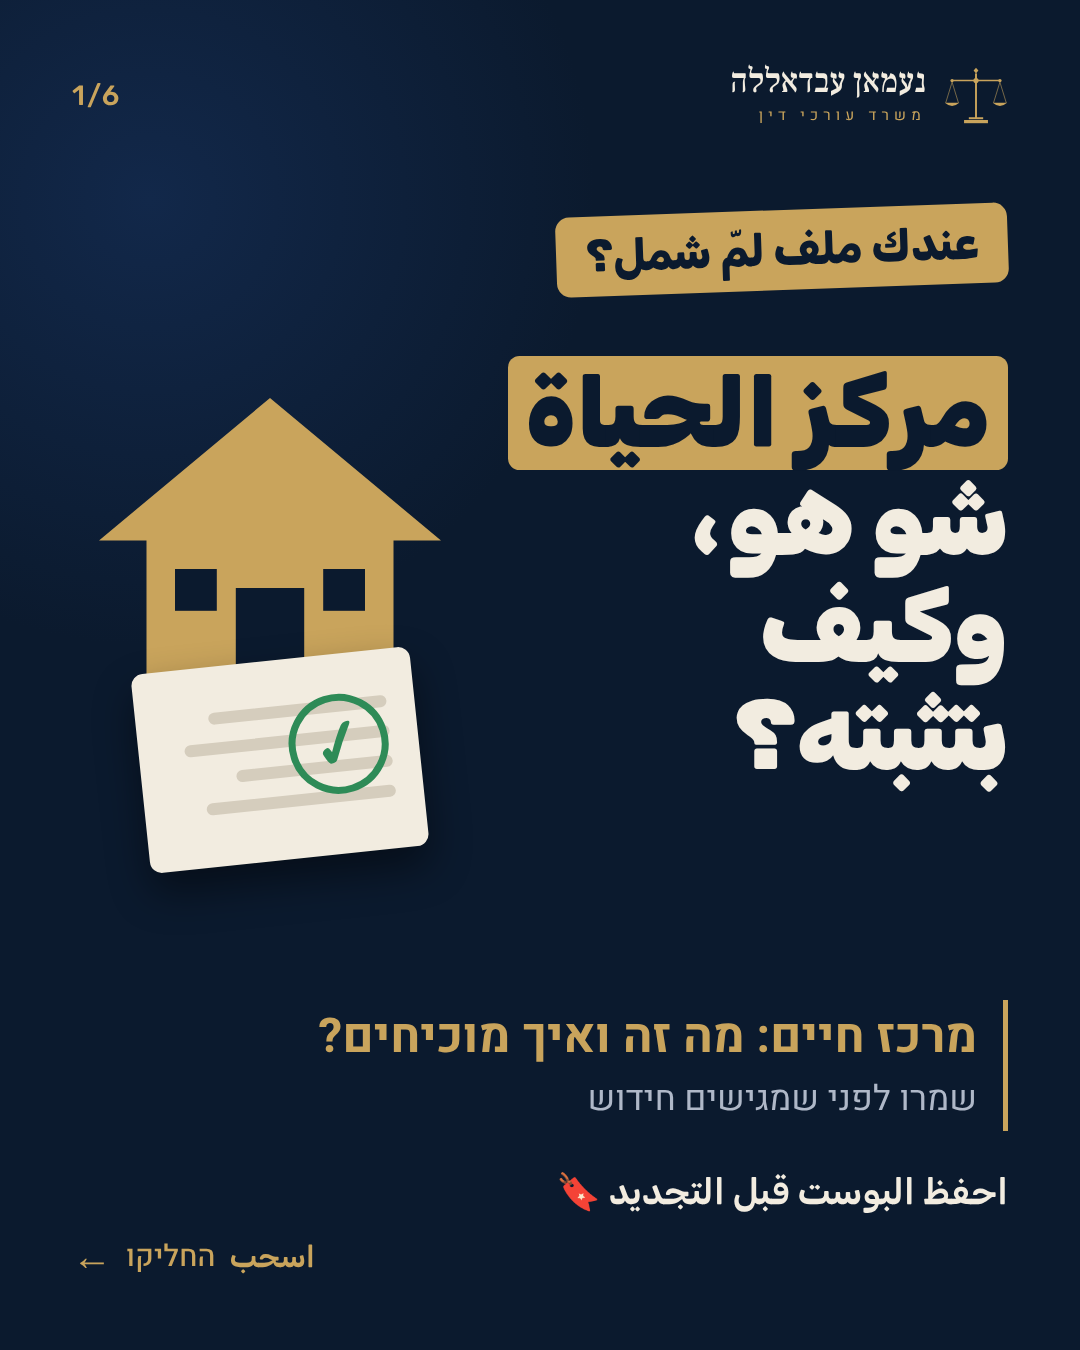 נעמאן עבדאללה
משרד עורכי דין
1/6
عندك ملف لمّ شمل؟
مركز الحياة
شو هو،
وكيف
بتثبته؟
מרכז חיים: מה זה ואיך מוכיחים?
שמרו לפני שמגישים חידוש
احفظ البوست قبل التجديد 🔖
اسحب החליקו ←